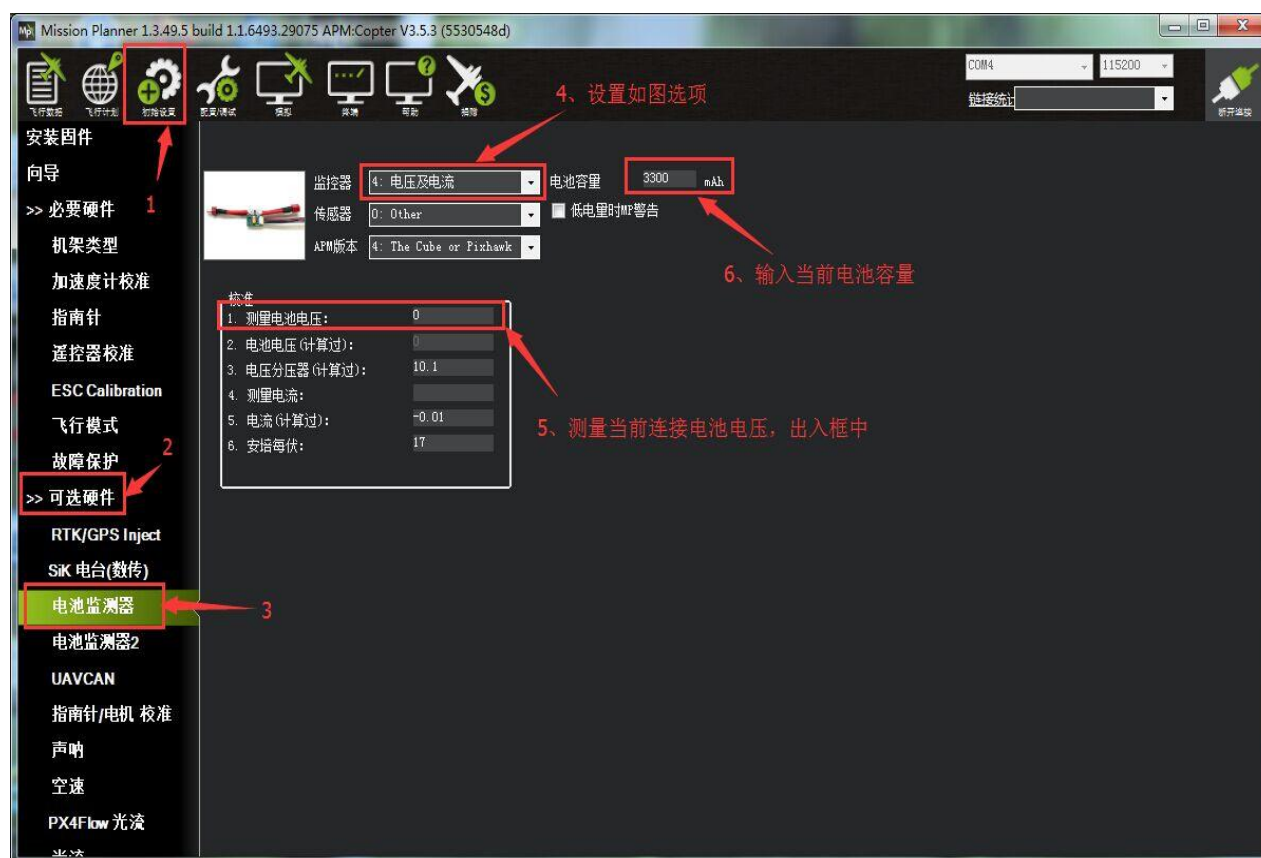 Mission Planner 1.3.49.5 build 1.1.6493.29075 APM:Copter V3.5.3 (5530548d)
飞行数据 飞行计划 初始设置 配置/调试 模拟 终端 帮助 捐赠
COM4 115200
链接统计
断开连接
4、设置如图选项
1
安装固件
向导
>> 必要硬件
机架类型
加速度计校准
指南针
遥控器校准
ESC Calibration
飞行模式
故障保护
2
>> 可选硬件
RTK/GPS Inject
SiK 电台(数传)
电池监测器
3
电池监测器2
UAVCAN
指南针/电机 校准
声呐
空速
PX4Flow 光流
监控器 4: 电压及电流 电池容量 3300 mAh
传感器 0: Other 低电量时MP警告
APM版本 4: The Cube or Pixhawk
6、输入当前电池容量
校准
1. 测量电池电压: 0
2. 电池电压(计算过): 0
3. 电压分压器(计算过): 10.1
4. 测量电流:
5. 电流(计算过): -0.01
6. 安培每伏: 17
5、测量当前连接电池电压，出入框中